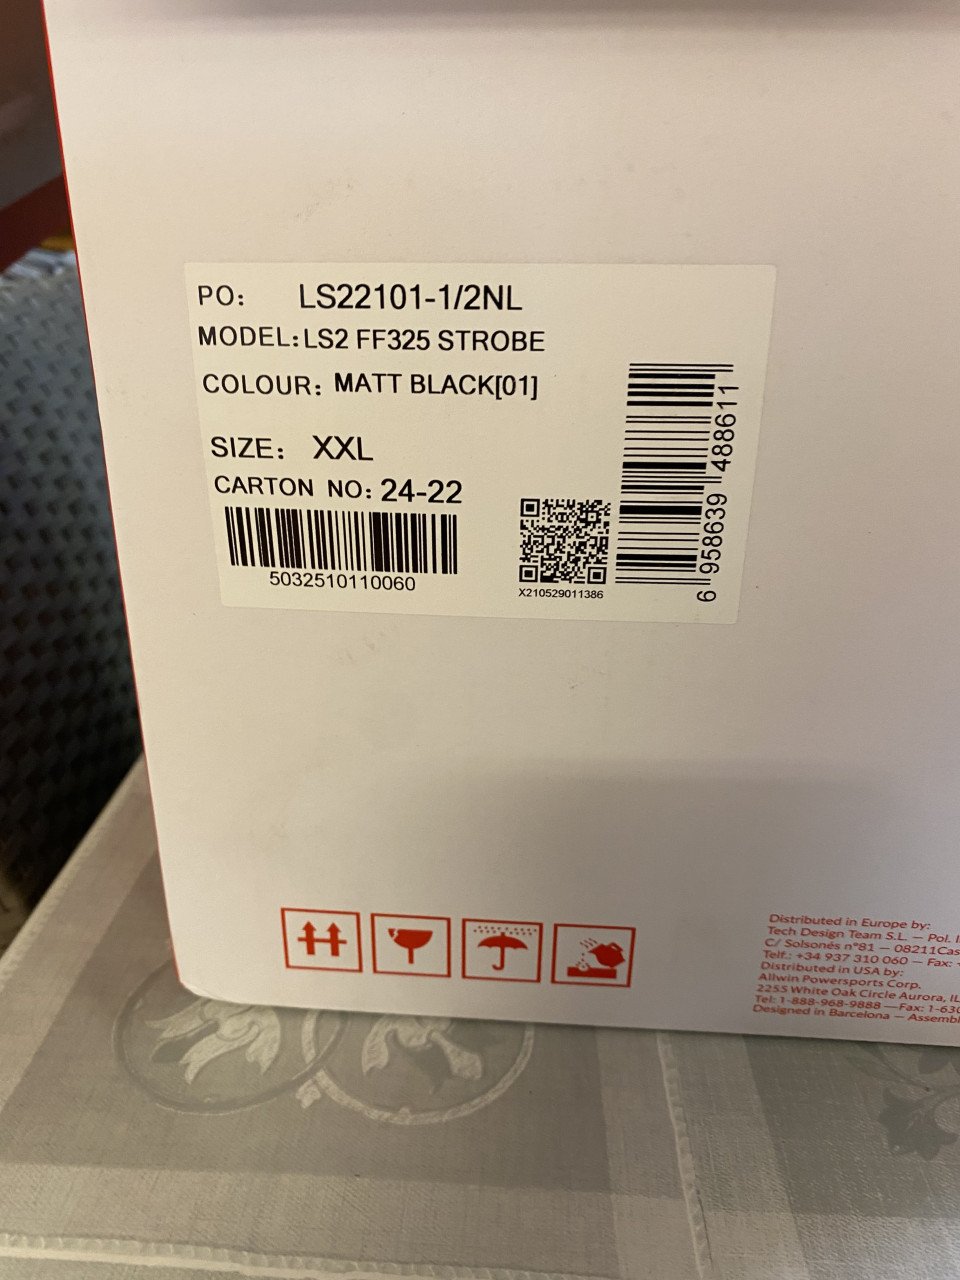 PO: LS22101-1/2NL
MODEL: LS2 FF325 STROBE
COLOUR: MATT BLACK[01]
SIZE: XXL
CARTON NO: 24-22
5032510110060
X210529011386
6 958639 488611
Distributed in Europe by:
Tech Design Team S.L. — Pol.
C/ Solsonés nº81 — 08211
Telf.: +34 937 310 060 — Fax:
Distributed in USA by:
Allwin Powersports Corp.
2255 White Oak Circle Aurora, IL
Tel: 1-888-968-9888 —Fax: 1-630
Designed in Barcelona —